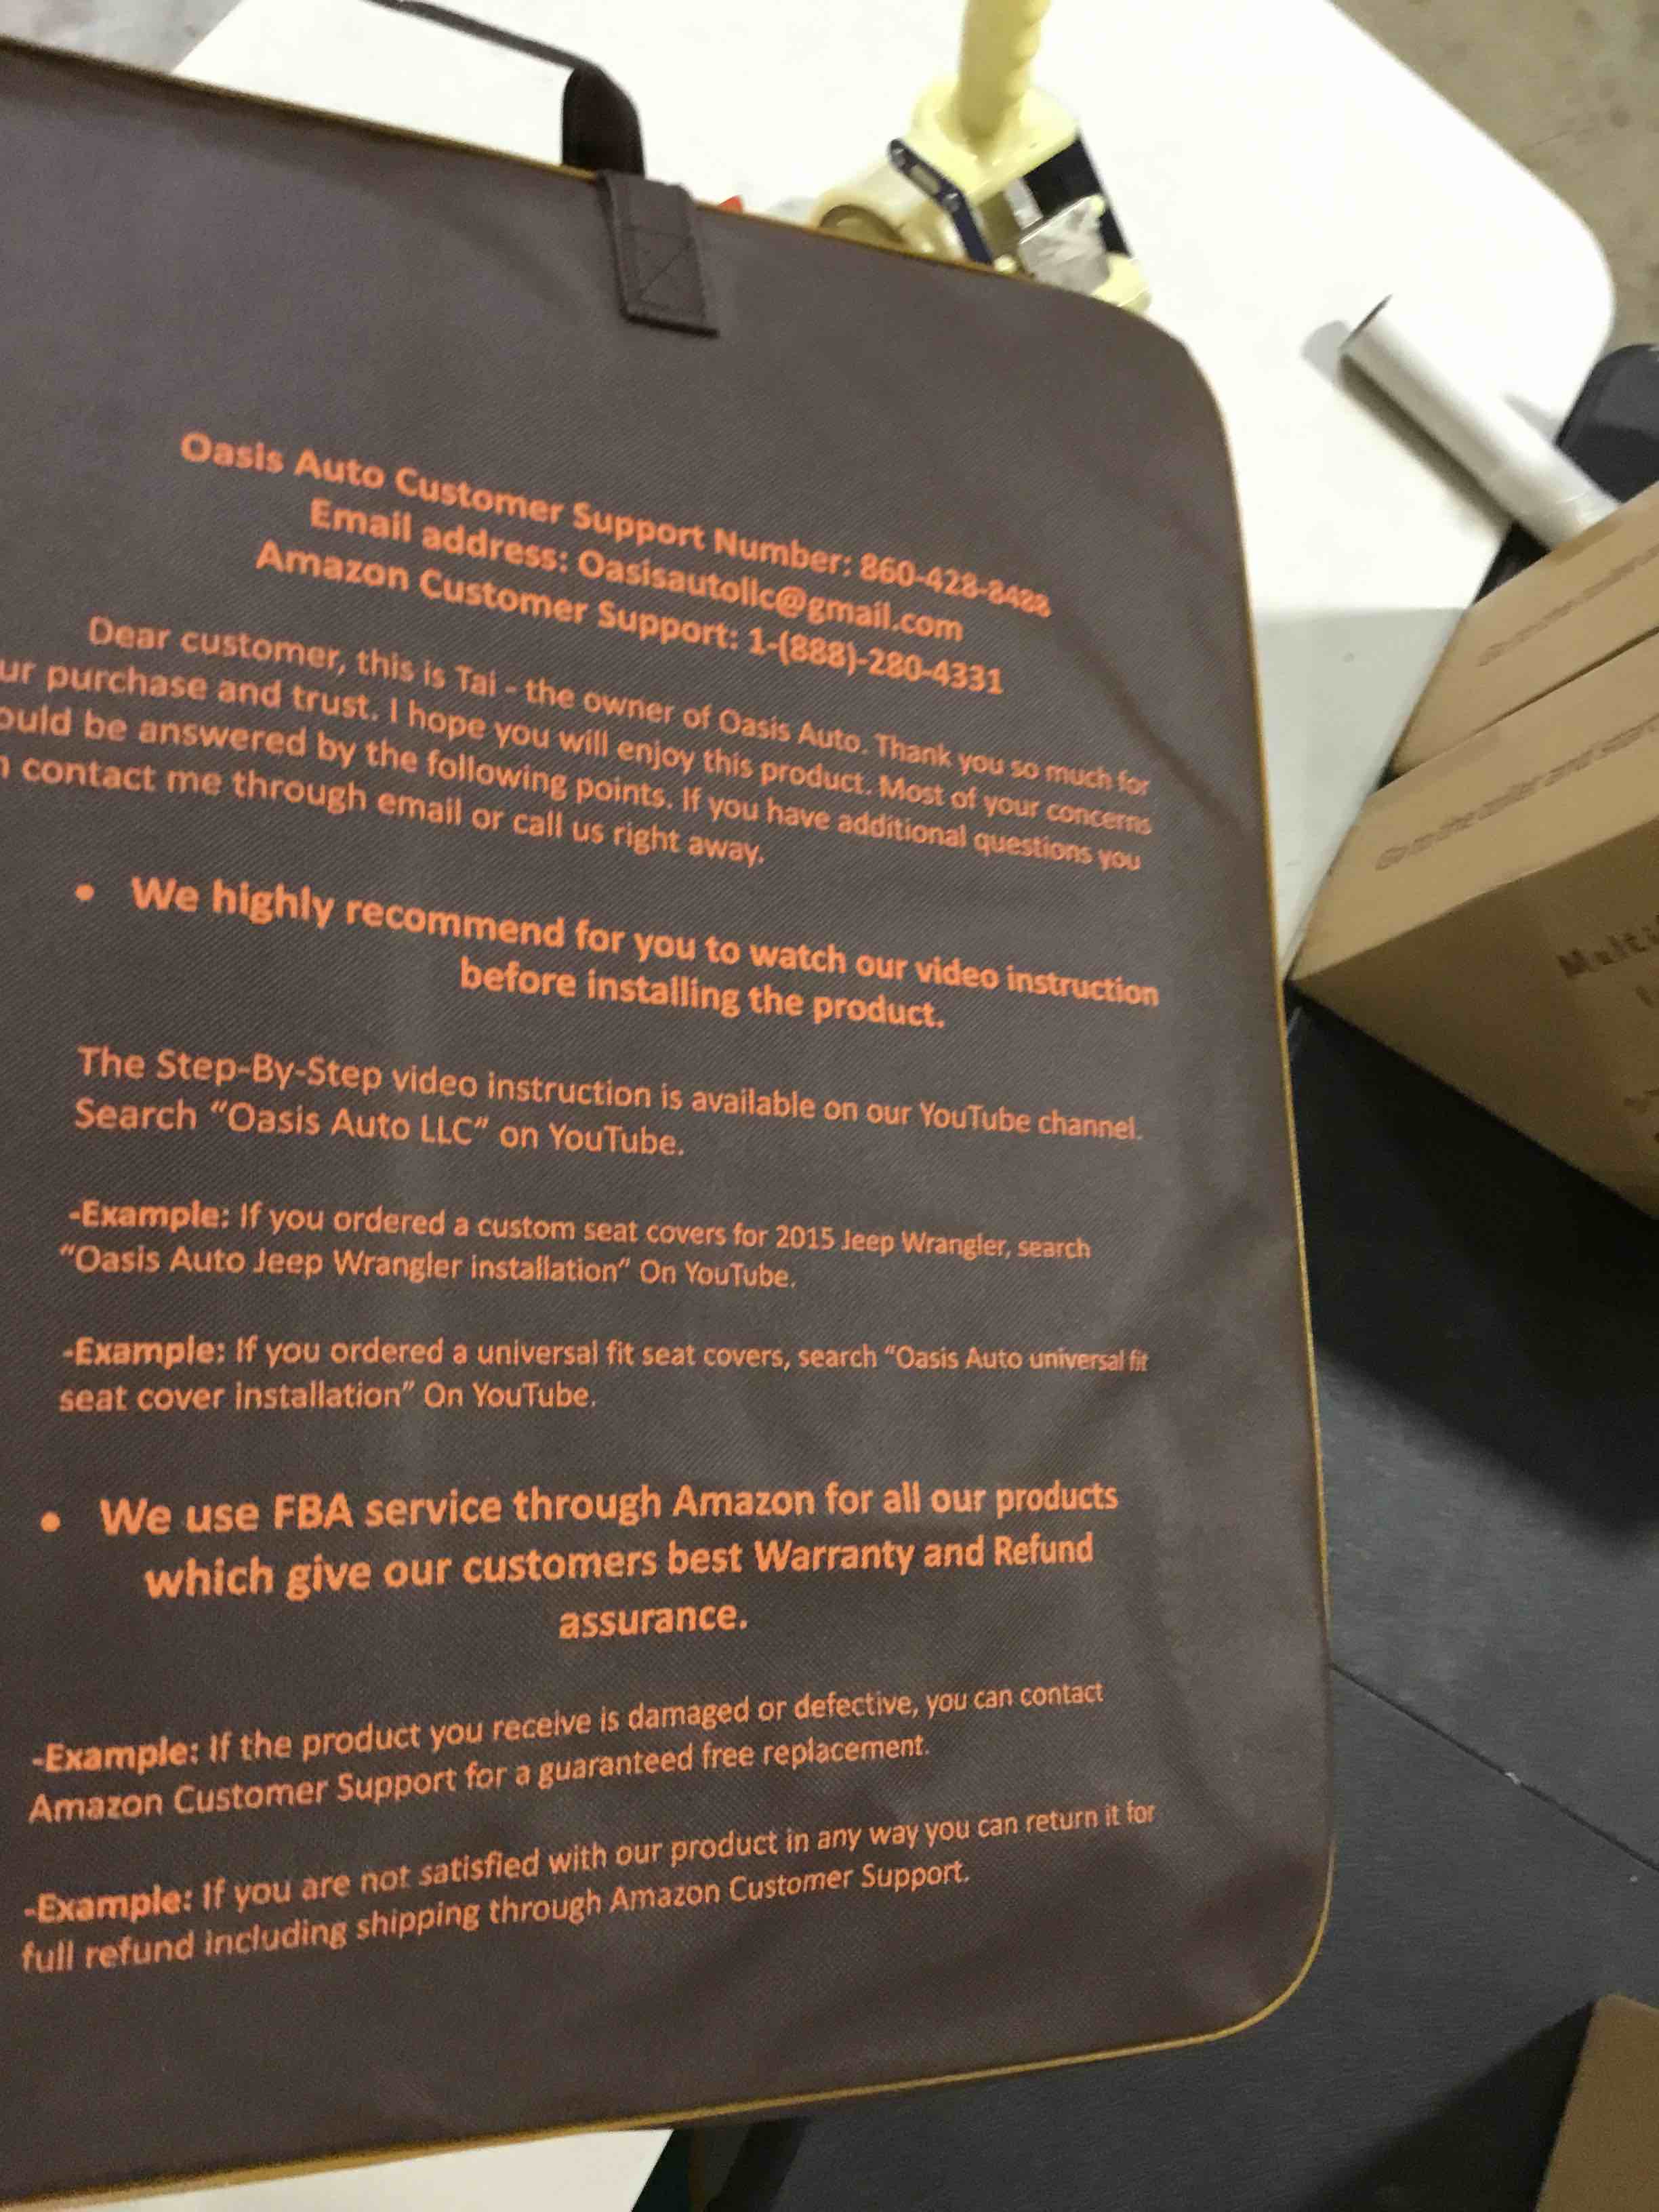 Oasis Auto Customer Support Number: 860-428-8488
Email address: Oasisautollc@gmail.com
Amazon Customer Support: 1-(888)-280-4331
Dear customer, this is Tai - the owner of Oasis Auto. Thank you so much for
ur purchase and trust. I hope you will enjoy this product. Most of your concerns
ould be answered by the following points. If you have additional questions you
n contact me through email or call us right away.
• We highly recommend for you to watch our video instruction
before installing the product.
The Step-By-Step video instruction is available on our YouTube channel.
Search “Oasis Auto LLC” on YouTube.
-Example: If you ordered a custom seat covers for 2015 Jeep Wrangler, search
“Oasis Auto Jeep Wrangler installation” On YouTube.
-Example: If you ordered a universal fit seat covers, search “Oasis Auto universal fit
seat cover installation” On YouTube.
• We use FBA service through Amazon for all our products
which give our customers best Warranty and Refund
assurance.
-Example: If the product you receive is damaged or defective, you can contact
Amazon Customer Support for a guaranteed free replacement.
-Example: If you are not satisfied with our product in any way you can return it for
full refund including shipping through Amazon Customer Support.
Multi